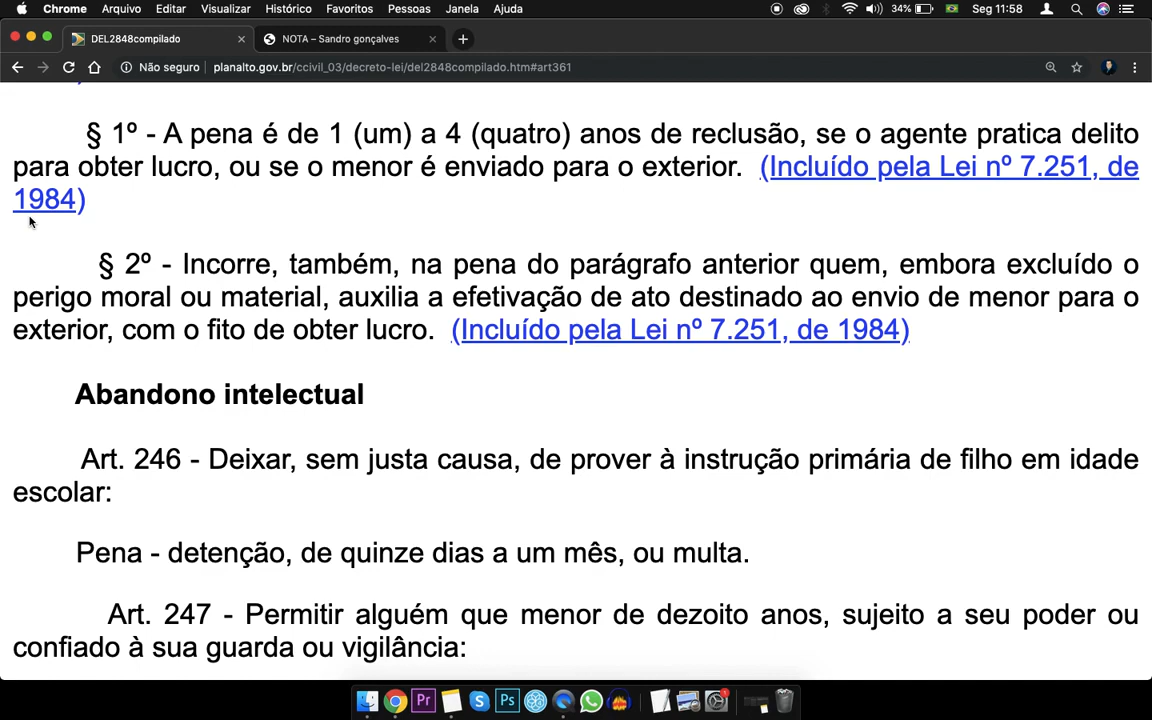 Chrome Arquivo Editar Visualizar Histórico Favoritos Pessoas Janela Ajuda 34% Seg 11:58
DEL2848compilado NOTA – Sandro gonçalves
Não seguro planalto.gov.br/ccivil_03/decreto-lei/del2848compilado.htm#art361
§ 1º - A pena é de 1 (um) a 4 (quatro) anos de reclusão, se o agente pratica delito
para obter lucro, ou se o menor é enviado para o exterior. (Incluído pela Lei nº 7.251, de
1984)
§ 2º - Incorre, também, na pena do parágrafo anterior quem, embora excluído o
perigo moral ou material, auxilia a efetivação de ato destinado ao envio de menor para o
exterior, com o fito de obter lucro. (Incluído pela Lei nº 7.251, de 1984)
Abandono intelectual
Art. 246 - Deixar, sem justa causa, de prover à instrução primária de filho em idade
escolar:
Pena - detenção, de quinze dias a um mês, ou multa.
Art. 247 - Permitir alguém que menor de dezoito anos, sujeito a seu poder ou
confiado à sua guarda ou vigilância:
Pr S Ps